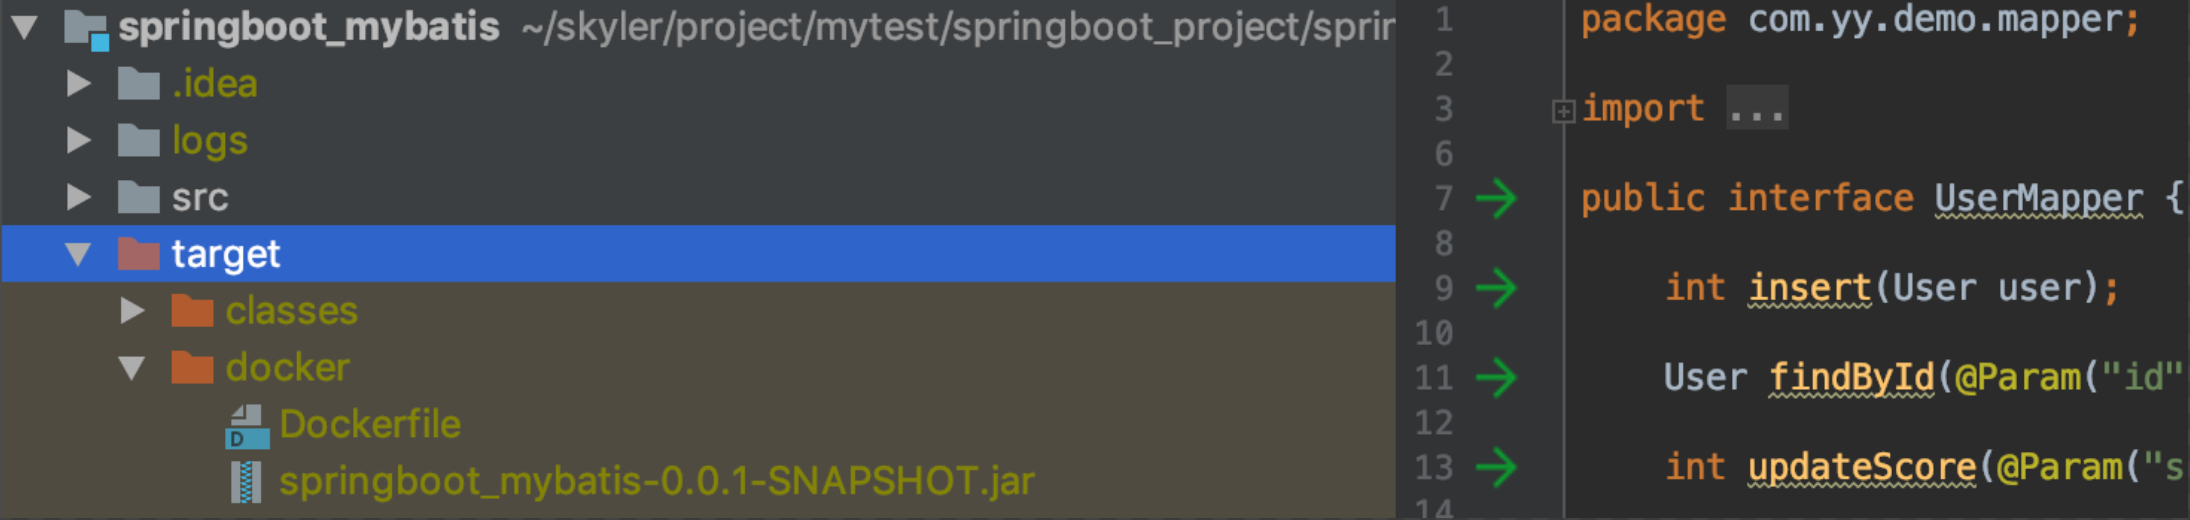 springboot_mybatis ~/skyler/project/mytest/springboot_project/sprin
.idea
logs
src
target
classes
docker
D Dockerfile
springboot_mybatis-0.0.1-SNAPSHOT.jar
1 package com.yy.demo.mapper;
2
3 import ...
6
7 public interface UserMapper {
8
9 int insert(User user);
10
11 User findById(@Param("id"
12
13 int updateScore(@Param("s
14